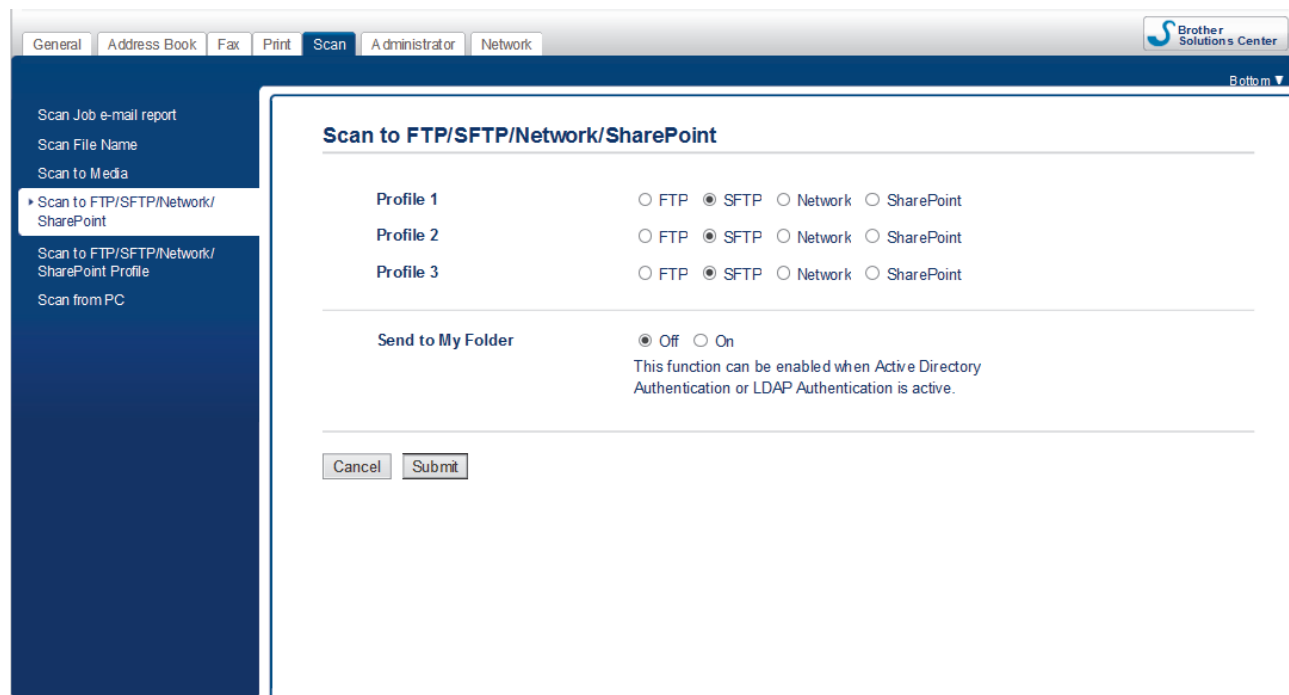 General Address Book Fax Print Scan Administrator Network
Brother
Solutions Center
Bottom ▼
Scan Job e-mail report
Scan File Name
Scan to Media
Scan to FTP/SFTP/Network/
SharePoint
Scan to FTP/SFTP/Network/
SharePoint Profile
Scan from PC
Scan to FTP/SFTP/Network/SharePoint
Profile 1 FTP SFTP Network SharePoint
Profile 2 FTP SFTP Network SharePoint
Profile 3 FTP SFTP Network SharePoint
Send to My Folder Off On
This function can be enabled when Active Directory
Authentication or LDAP Authentication is active.
Cancel Submit